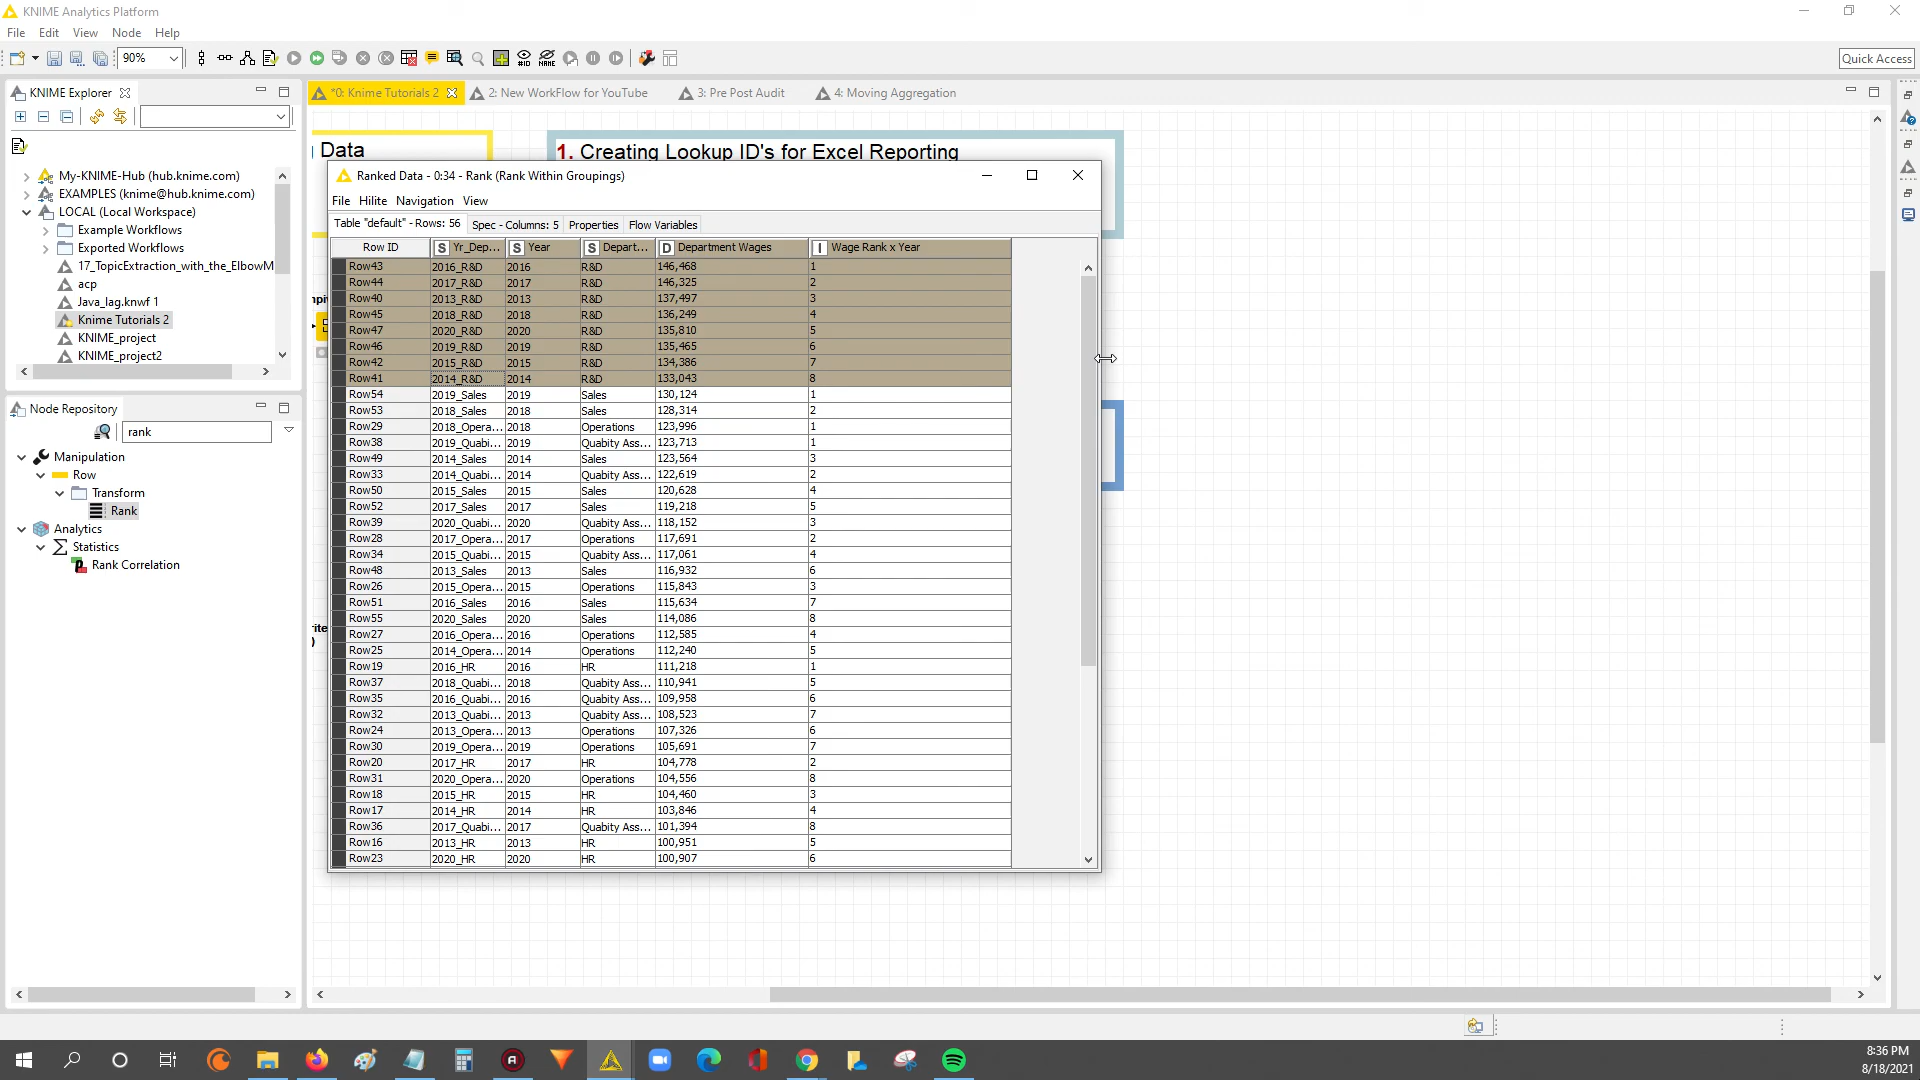 KNIME Analytics Platform
File Edit View Node Help
90%
Quick Access
KNIME Explorer
*0: Knime Tutorials 2
2: New WorkFlow for YouTube
3: Pre Post Audit
4: Moving Aggregation
My-KNIME-Hub (hub.knime.com)
EXAMPLES (knime@hub.knime.com)
LOCAL (Local Workspace)
Example Workflows
Exported Workflows
17_TopicExtraction_with_the_ElbowM
acp
Java_lag.knwf 1
Knime Tutorials 2
KNIME_project
KNIME_project2
Node Repository
rank
Manipulation
Row
Transform
Rank
Analytics
Statistics
Rank Correlation
Data
1. Creating Lookup ID's for Excel Reporting
Ranked Data - 0:34 - Rank (Rank Within Groupings)
File Hilite Navigation View
Table "default" - Rows: 56 Spec - Columns: 5 Properties Flow Variables
Row ID S Yr_Dep... S Year S Depart... D Department Wages I Wage Rank x Year
Row43 2016_R&D 2016 R&D 146,468 1
Row44 2017_R&D 2017 R&D 146,325 2
Row40 2013_R&D 2013 R&D 137,497 3
Row45 2018_R&D 2018 R&D 136,249 4
Row47 2020_R&D 2020 R&D 135,810 5
Row46 2019_R&D 2019 R&D 135,465 6
Row42 2015_R&D 2015 R&D 134,386 7
Row41 2014_R&D 2014 R&D 133,043 8
Row54 2019_Sales 2019 Sales 130,124 1
Row53 2018_Sales 2018 Sales 128,314 2
Row29 2018_Opera... 2018 Operations 123,996 1
Row38 2019_Quabi... 2019 Quabity Ass... 123,713 1
Row49 2014_Sales 2014 Sales 123,564 3
Row33 2014_Quabi... 2014 Quabity Ass... 122,619 2
Row50 2015_Sales 2015 Sales 120,628 4
Row52 2017_Sales 2017 Sales 119,218 5
Row39 2020_Quabi... 2020 Quabity Ass... 118,152 3
Row28 2017_Opera... 2017 Operations 117,691 2
Row34 2015_Quabi... 2015 Quabity Ass... 117,061 4
Row48 2013_Sales 2013 Sales 116,932 6
Row26 2015_Opera... 2015 Operations 115,843 3
Row51 2016_Sales 2016 Sales 115,634 7
Row55 2020_Sales 2020 Sales 114,086 8
Row27 2016_Opera... 2016 Operations 112,585 4
Row25 2014_Opera... 2014 Operations 112,240 5
Row19 2016_HR 2016 HR 111,218 1
Row37 2018_Quabi... 2018 Quabity Ass... 110,941 5
Row35 2016_Quabi... 2016 Quabity Ass... 109,958 6
Row32 2013_Quabi... 2013 Quabity Ass... 108,523 7
Row24 2013_Opera... 2013 Operations 107,326 6
Row30 2019_Opera... 2019 Operations 105,691 7
Row20 2017_HR 2017 HR 104,778 2
Row31 2020_Opera... 2020 Operations 104,556 8
Row18 2015_HR 2015 HR 104,460 3
Row17 2014_HR 2014 HR 103,846 4
Row36 2017_Quabi... 2017 Quabity Ass... 101,394 8
Row16 2013_HR 2013 HR 100,951 5
Row23 2020_HR 2020 HR 100,907 6
8:36 PM
8/18/2021